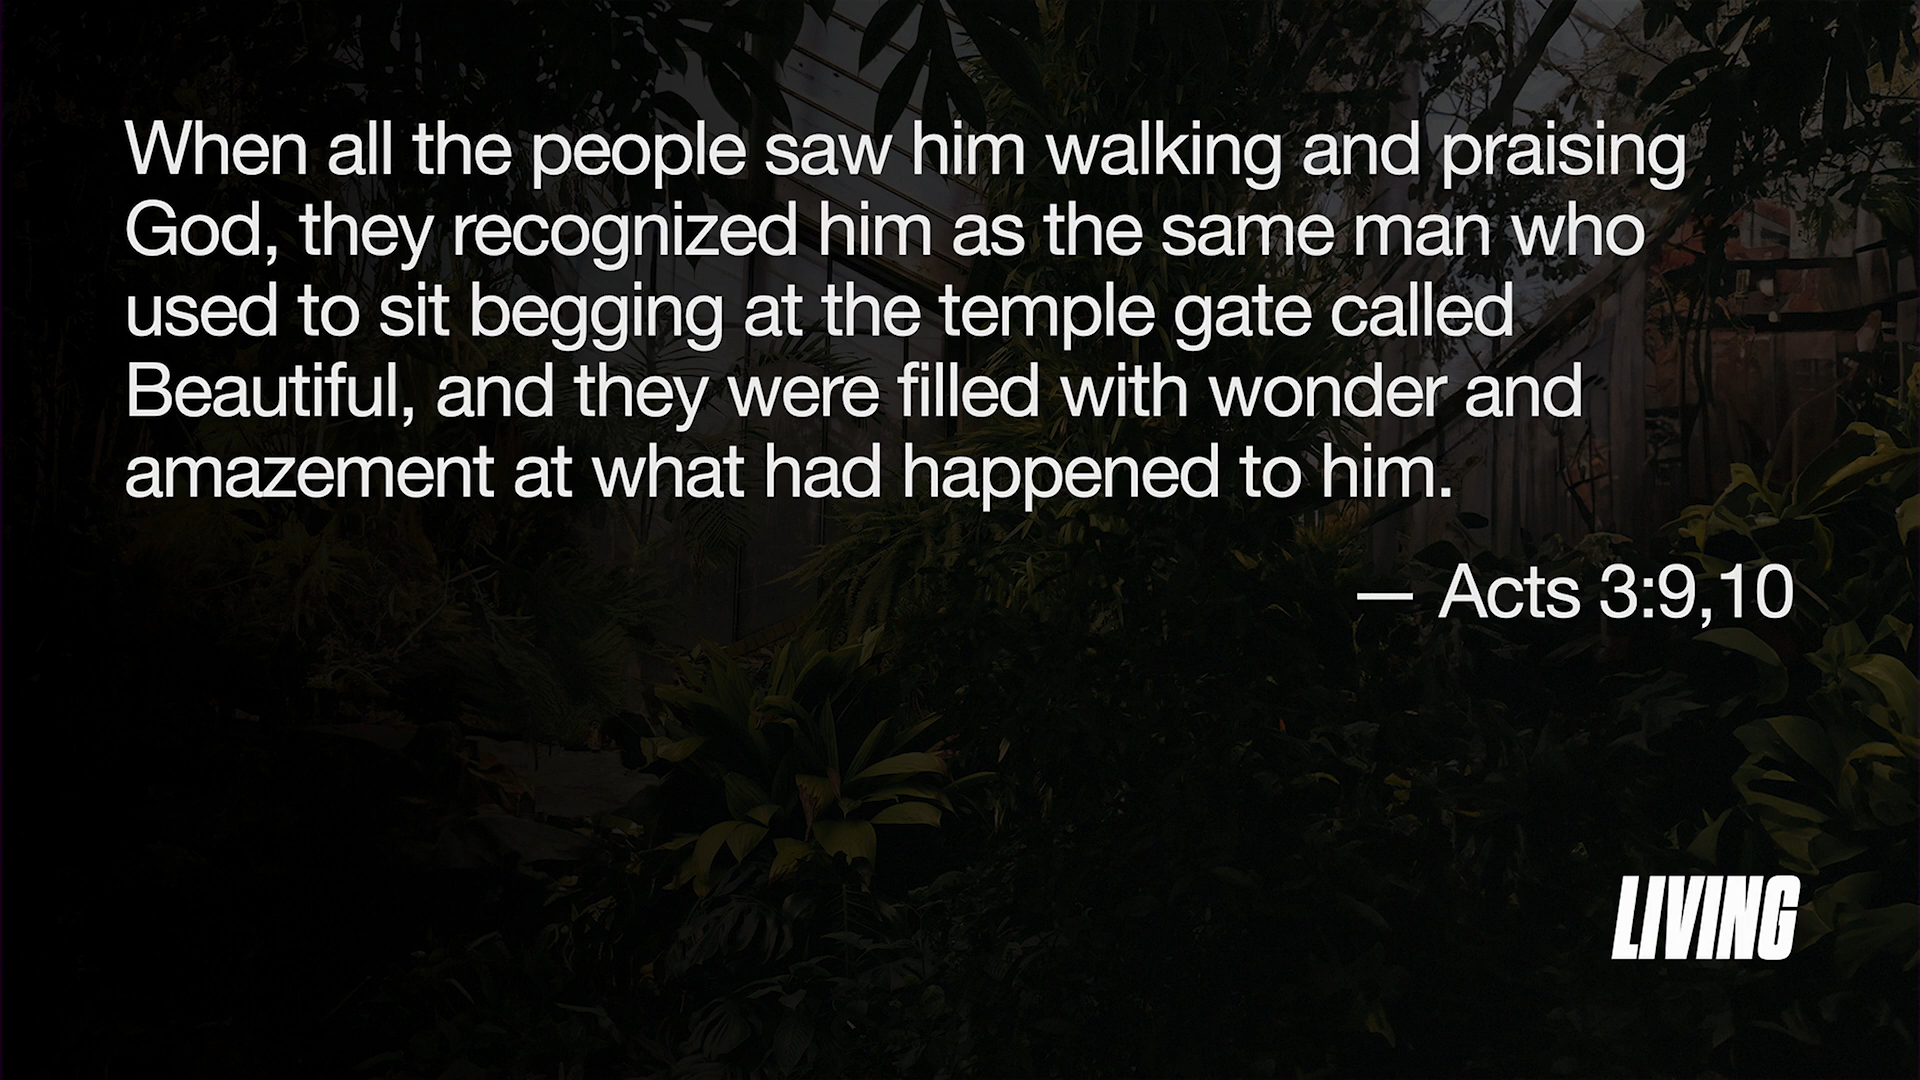 When all the people saw him walking and praising
God, they recognized him as the same man who
used to sit begging at the temple gate called
Beautiful, and they were filled with wonder and
amazement at what had happened to him.
— Acts 3:9,10
LIVING